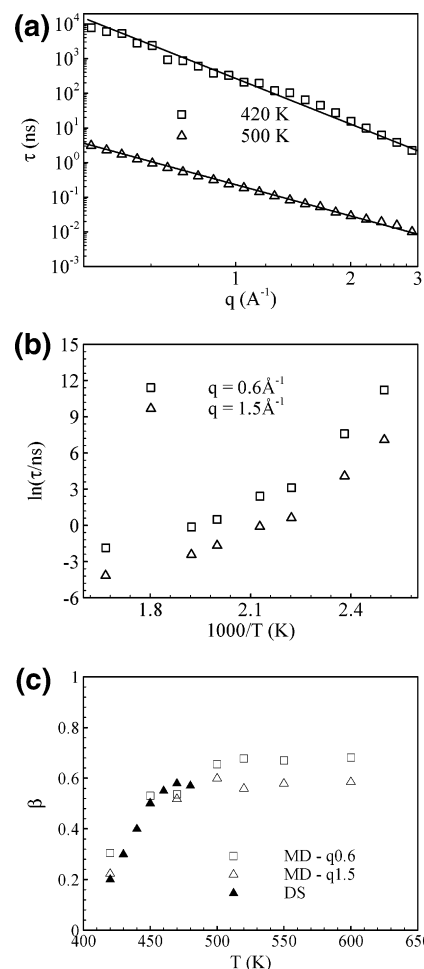 (a)
10⁴
10³
10²
10¹
10⁰
10⁻¹
10⁻²
10⁻³
τ (ns)
□ 420 K
△ 500 K
1 2 3
q (A⁻¹)
(b)
15
12
9
6
3
0
-3
-6
ln(τ/ns)
□ q = 0.6Å⁻¹
△ q = 1.5Å⁻¹
1.8 2.1 2.4
1000/T (K)
(c)
1
0.8
0.6
0.4
0.2
0
β
□ MD - q0.6
△ MD - q1.5
▲ DS
400 450 500 550 600 650
T (K)